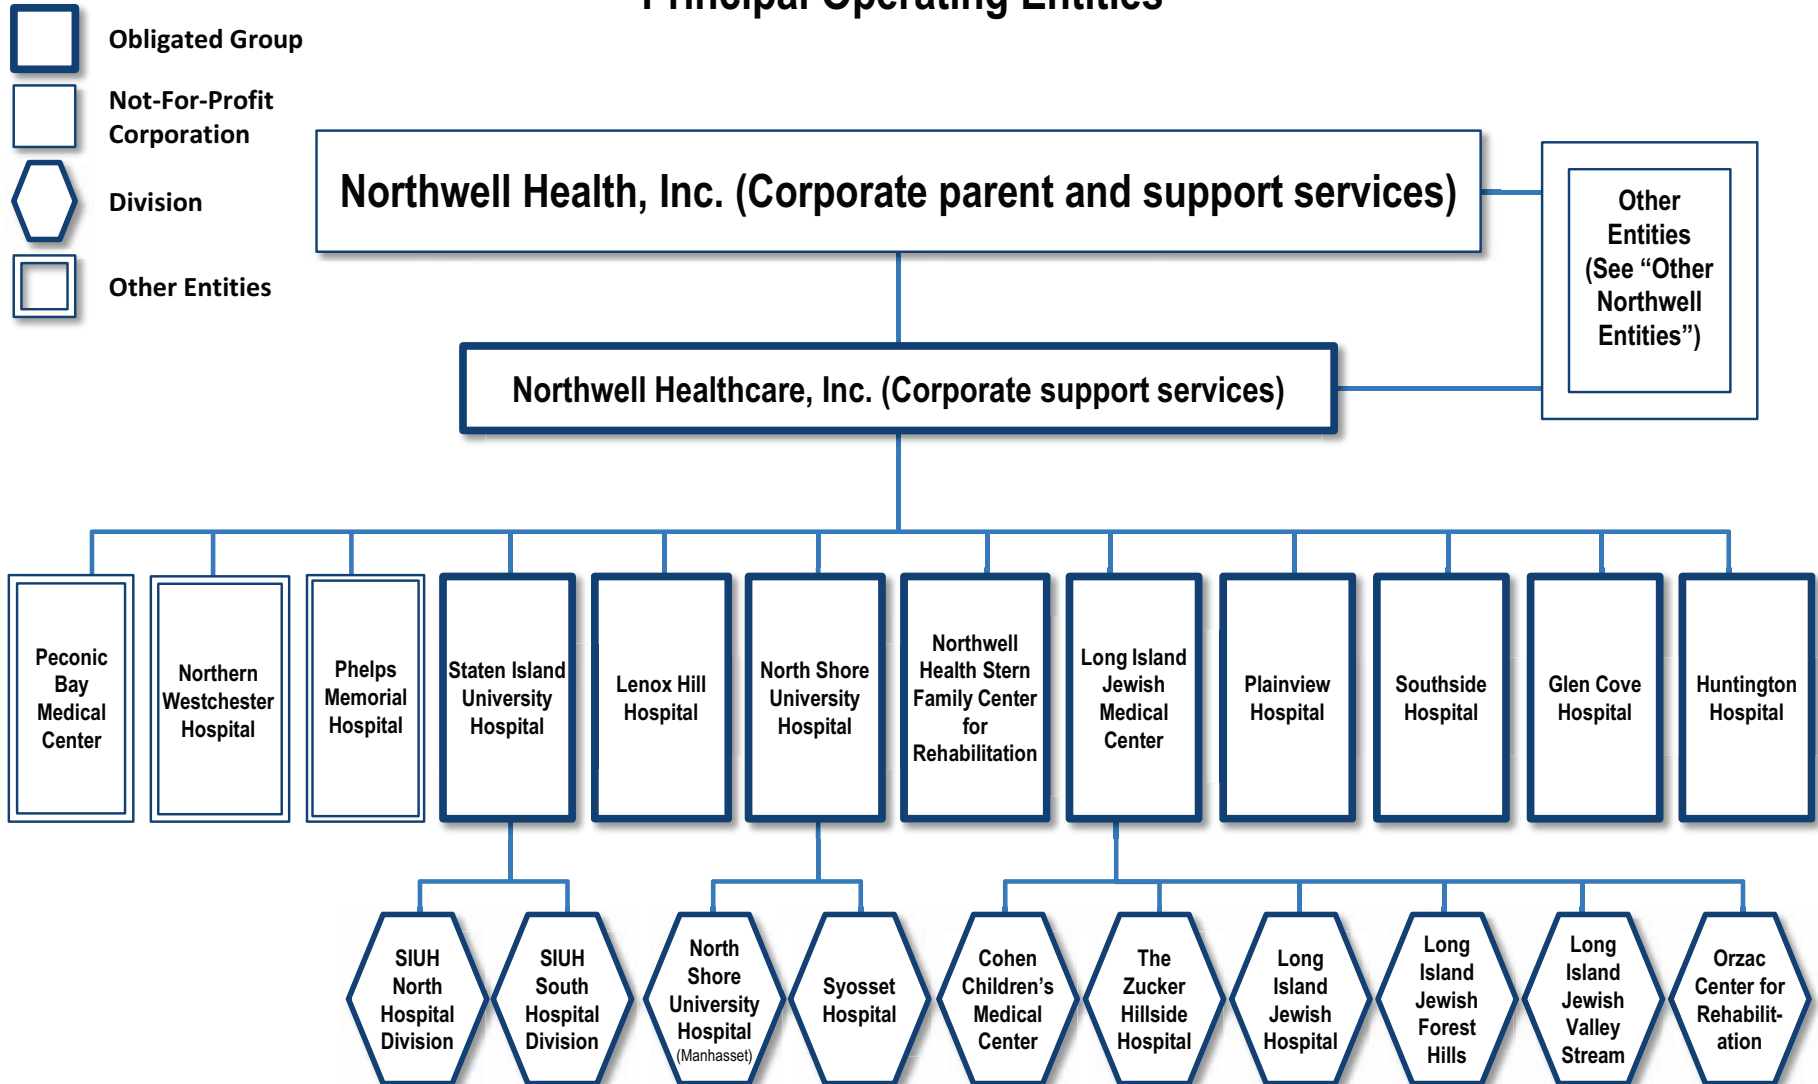 Principal Operating Entities
Obligated Group
Not-For-Profit
Corporation
Division
Other Entities
Northwell Health, Inc. (Corporate parent and support services)
Other
Entities
(See “Other
Northwell
Entities”)
Northwell Healthcare, Inc. (Corporate support services)
Peconic
Bay
Medical
Center
Northern
Westchester
Hospital
Phelps
Memorial
Hospital
Staten Island
University
Hospital
Lenox Hill
Hospital
North Shore
University
Hospital
Northwell
Health Stern
Family Center
for
Rehabilitation
Long Island
Jewish
Medical
Center
Plainview
Hospital
Southside
Hospital
Glen Cove
Hospital
Huntington
Hospital
SIUH
North
Hospital
Division
SIUH
South
Hospital
Division
North
Shore
University
Hospital
(Manhasset)
Syosset
Hospital
Cohen
Children’s
Medical
Center
The
Zucker
Hillside
Hospital
Long
Island
Jewish
Hospital
Long
Island
Jewish
Forest
Hills
Long
Island
Jewish
Valley
Stream
Orzac
Center for
Rehabilit-
ation